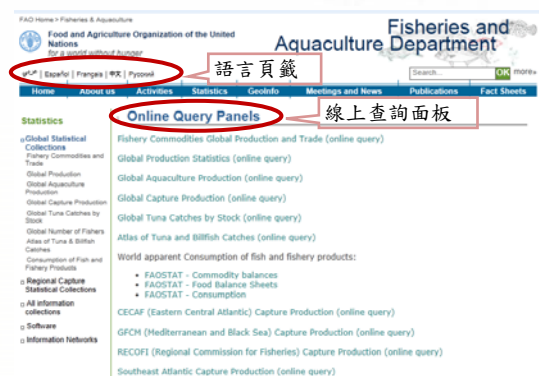 FAO Home > Fisheries & Aquaculture
Food and Agriculture Organization of the United Nations
for a world without hunger
Fisheries and
Aquaculture Department
عربي | Español | Français | 中文 | Русский
語言頁籤
Search...
OK
more»
Home
About us
Activities
Statistics
GeoInfo
Meetings and News
Publications
Fact Sheets
Statistics
Global Statistical
Collections
Fishery Commodities and
Trade
Global Production
Global Aquaculture
Production
Global Capture Production
Global Tuna Catches by
Stock
Global Number of Fishers
Atlas of Tuna & Billfish
Catches
Consumption of Fish and
Fishery Products
Regional Capture
Statistical Collections
All information
collections
Software
Information Networks
Online Query Panels
線上查詢面板
Fishery Commodities Global Production and Trade (online query)
Global Production Statistics (online query)
Global Aquaculture Production (online query)
Global Capture Production (online query)
Global Tuna Catches by Stock (online query)
Atlas of Tuna and Billfish Catches (online query)
World apparent Consumption of fish and fishery products:
• FAOSTAT - Commodity balances
• FAOSTAT - Food Balance Sheets
• FAOSTAT - Consumption
CECAF (Eastern Central Atlantic) Capture Production (online query)
GFCM (Mediterranean and Black Sea) Capture Production (online query)
RECOFI (Regional Commission for Fisheries) Capture Production (online query)
Southeast Atlantic Capture Production (online query)